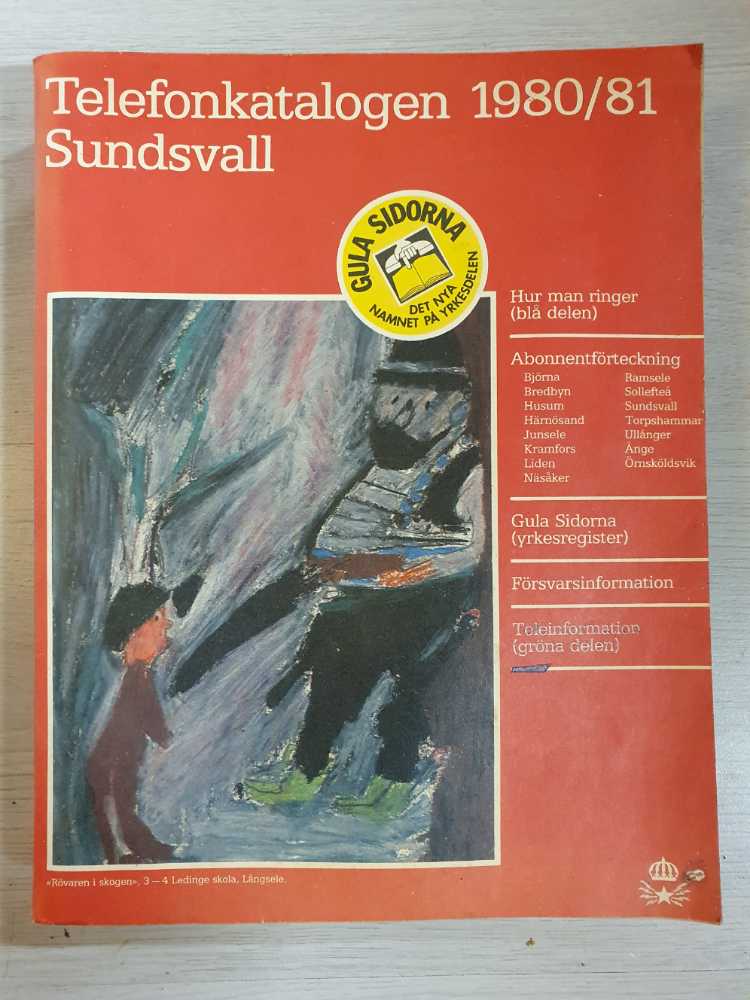 Telefonkatalogen 1980/81
Sundsvall
GULA SIDORNA
DET NYA
NAMNET PÅ YRKESDELEN
Hur man ringer
(blå delen)
Abonnentförteckning
Björna
Bredbyn
Husum
Härnösand
Junsele
Kramfors
Liden
Näsåker
Ramsele
Sollefteå
Sundsvall
Torpshammar
Ullånger
Ånge
Örnsköldsvik
Gula Sidorna
(yrkesregister)
Försvarsinformation
Teleinformation
(gröna delen)
«Rövaren i skogen», 3 — 4 Ledinge skola, Långsele.